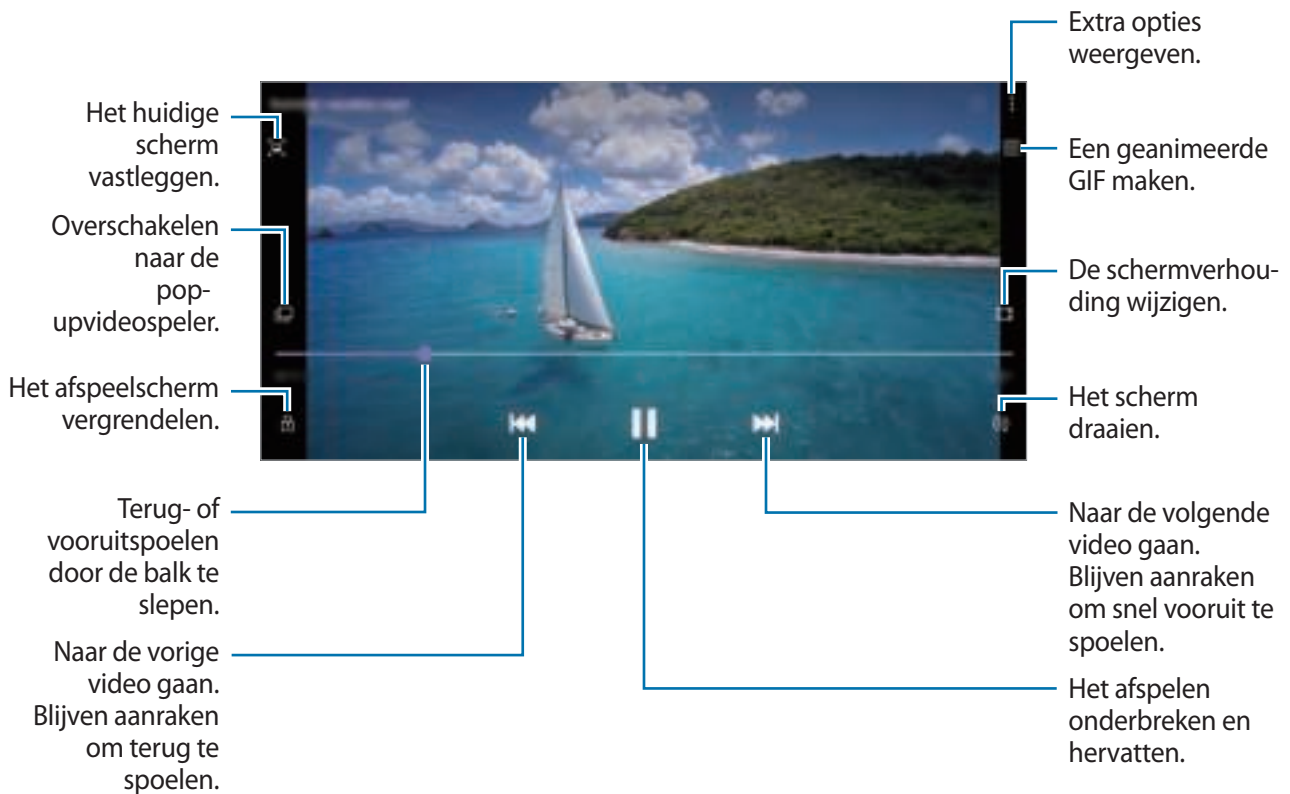 Extra opties
weergeven.
Het huidige
scherm
vastleggen.
Een geanimeerde
GIF maken.
Overschakelen
naar de
pop-
upvideospeler.
De schermverhou-
ding wijzigen.
Het afspeelscherm
vergrendelen.
Het scherm
draaien.
Terug- of
vooruitspoelen
door de balk te
slepen.
Naar de volgende
video gaan.
Blijven aanraken
om snel vooruit te
spoelen.
Naar de vorige
video gaan.
Blijven aanraken
om terug te
spoelen.
Het afspelen
onderbreken en
hervatten.